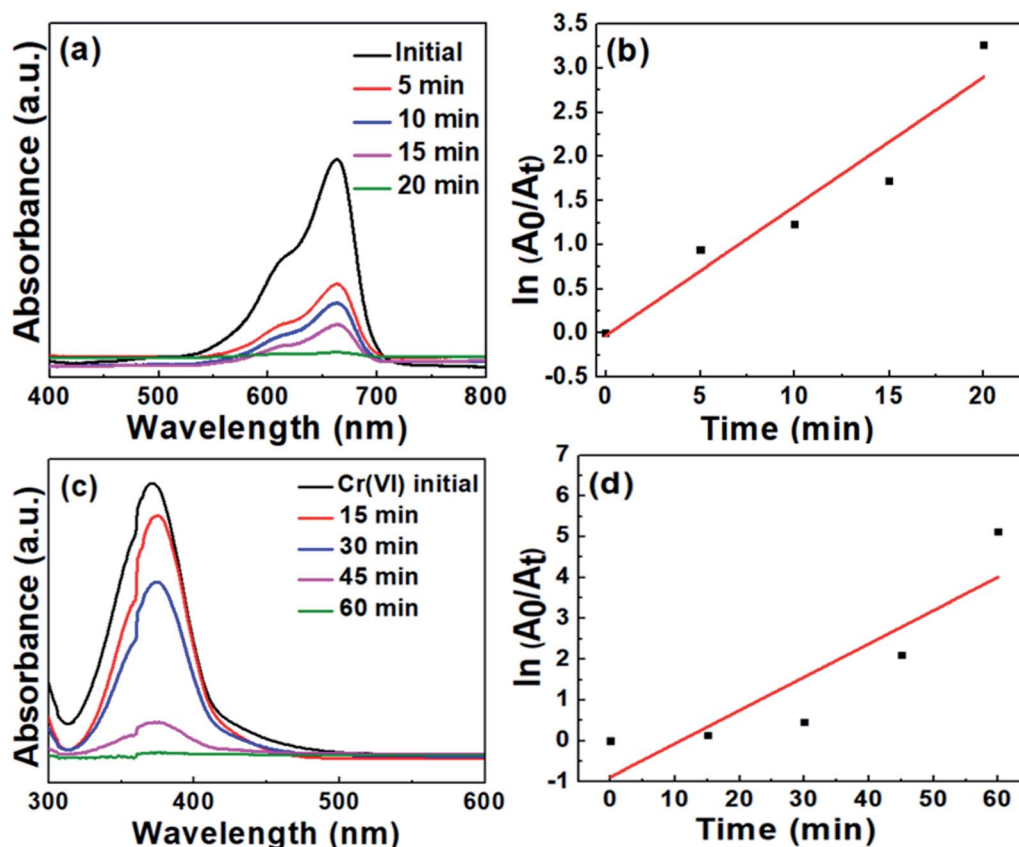 (a)
Initial
5 min
10 min
15 min
20 min
Absorbance (a.u.)
400 500 600 700 800
Wavelength (nm)
(b)
3.5
3.0
2.5
2.0
1.5
1.0
0.5
0.0
-0.5
ln (A0/At)
0 5 10 15 20
Time (min)
(c)
Cr(VI) initial
15 min
30 min
45 min
60 min
Absorbance (a.u.)
300 400 500 600
Wavelength (nm)
(d)
7
6
5
4
3
2
1
0
-1
ln (A0/At)
0 10 20 30 40 50 60
Time (min)